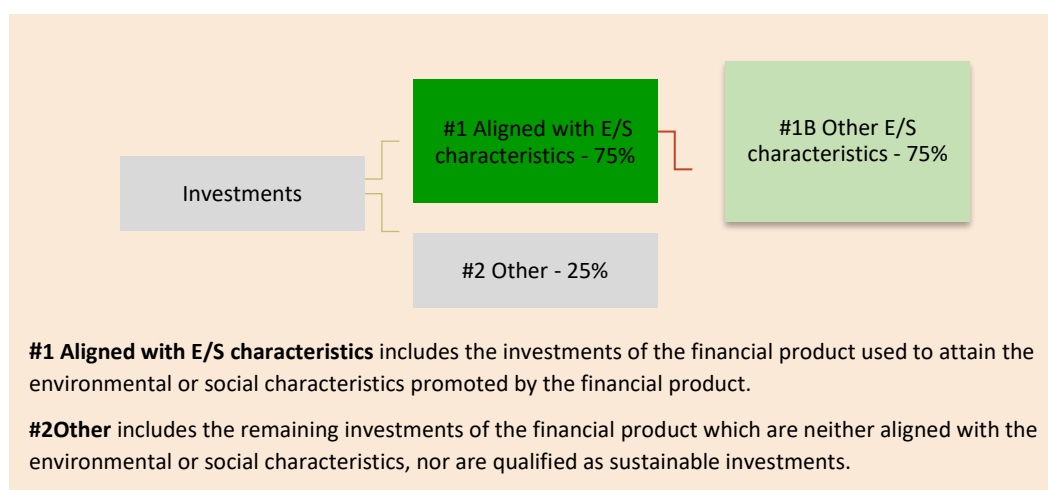 #1 Aligned with E/S
characteristics - 75%
#1B Other E/S
characteristics - 75%
Investments
#2 Other - 25%
#1 Aligned with E/S characteristics includes the investments of the financial product used to attain the
environmental or social characteristics promoted by the financial product.
#2Other includes the remaining investments of the financial product which are neither aligned with the
environmental or social characteristics, nor are qualified as sustainable investments.